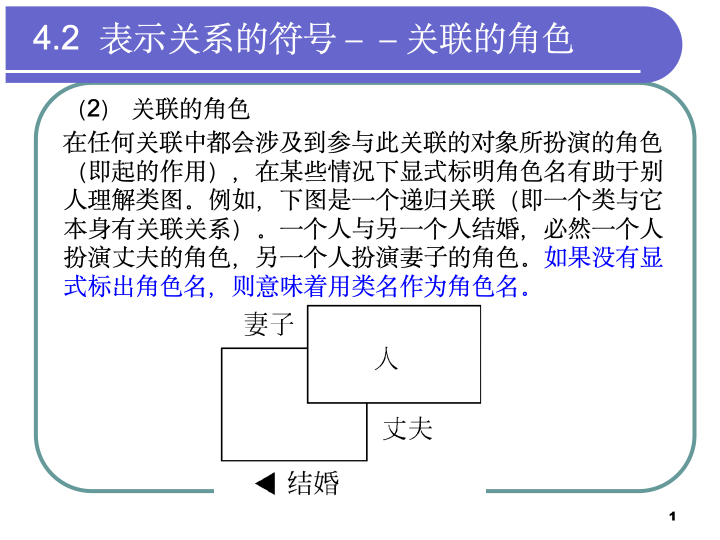 4.2 表示关系的符号－－关联的角色
（2） 关联的角色
在任何关联中都会涉及到参与此关联的对象所扮演的角色
（即起的作用），在某些情况下显式标明角色名有助于别
人理解类图。例如，下图是一个递归关联（即一个类与它
本身有关联关系）。一个人与另一个人结婚，必然一个人
扮演丈夫的角色，另一个人扮演妻子的角色。如果没有显
式标出角色名，则意味着用类名作为角色名。
妻子
人
丈夫
◀ 结婚
1